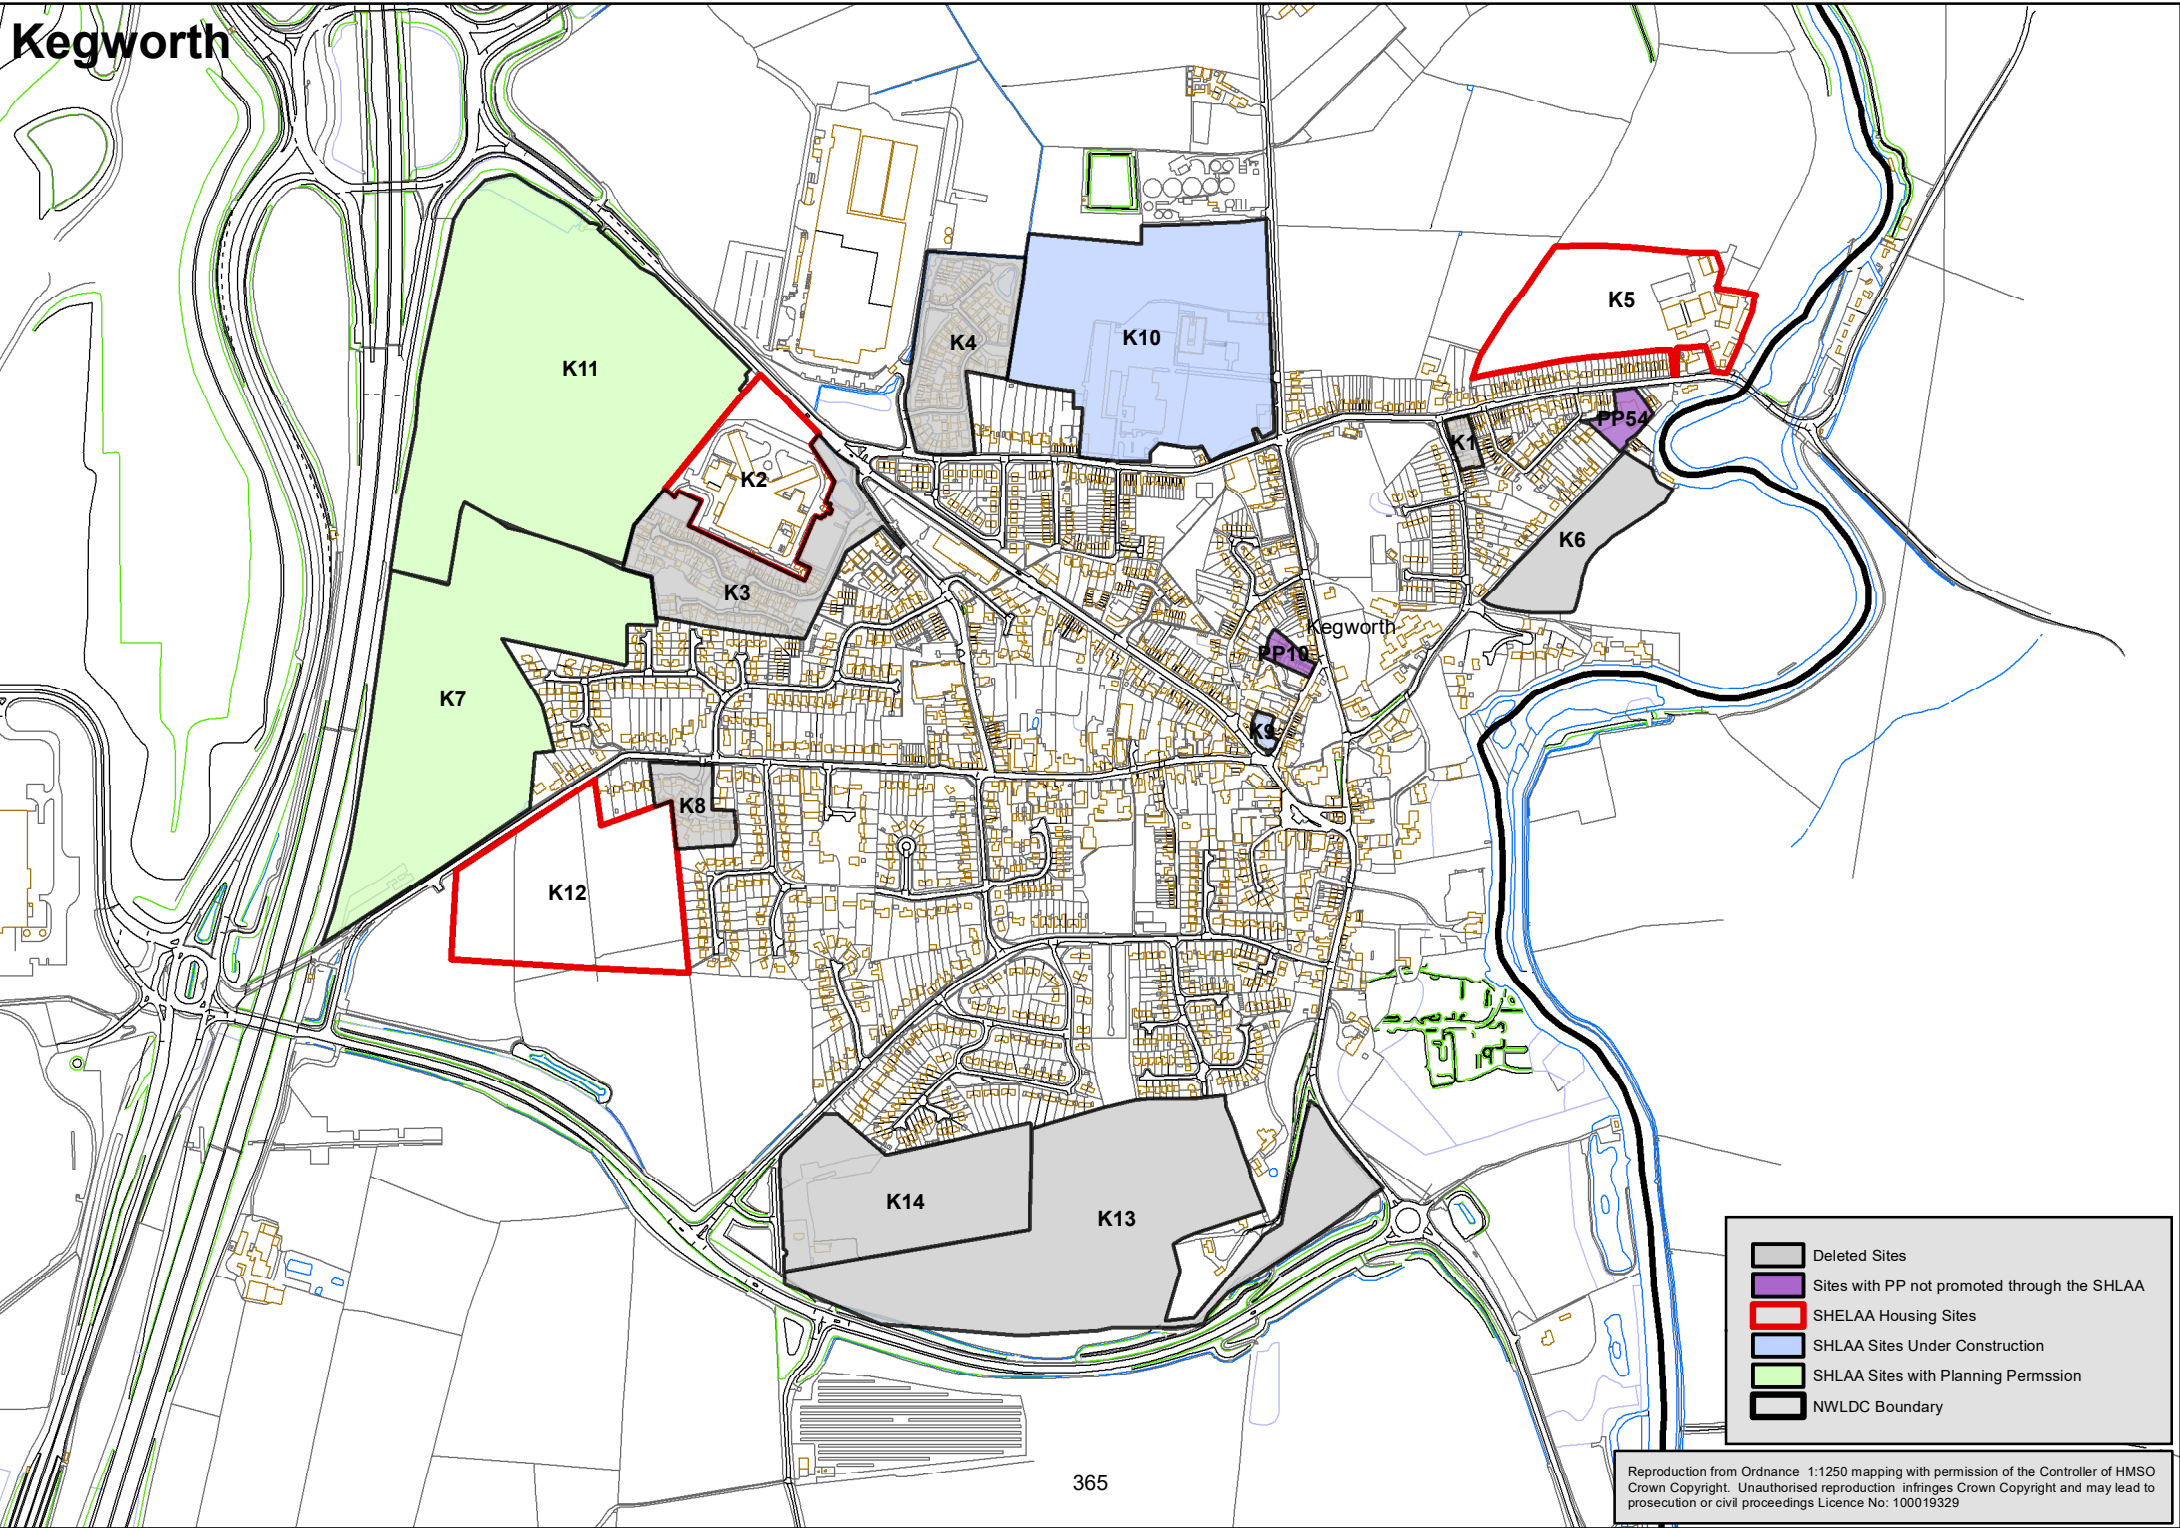 Kegworth
K5
K10
K4
K11
PP54
K1
K2
K6
K3
Kegworth
PP10
K7
K9
K8
K12
K14
K13
Deleted Sites
Sites with PP not promoted through the SHLAA
SHELAA Housing Sites
SHLAA Sites Under Construction
SHLAA Sites with Planning Permssion
NWLDC Boundary
365
Reproduction from Ordnance 1:1250 mapping with permission of the Controller of HMSO
Crown Copyright. Unauthorised reproduction infringes Crown Copyright and may lead to
prosecution or civil proceedings Licence No: 100019329